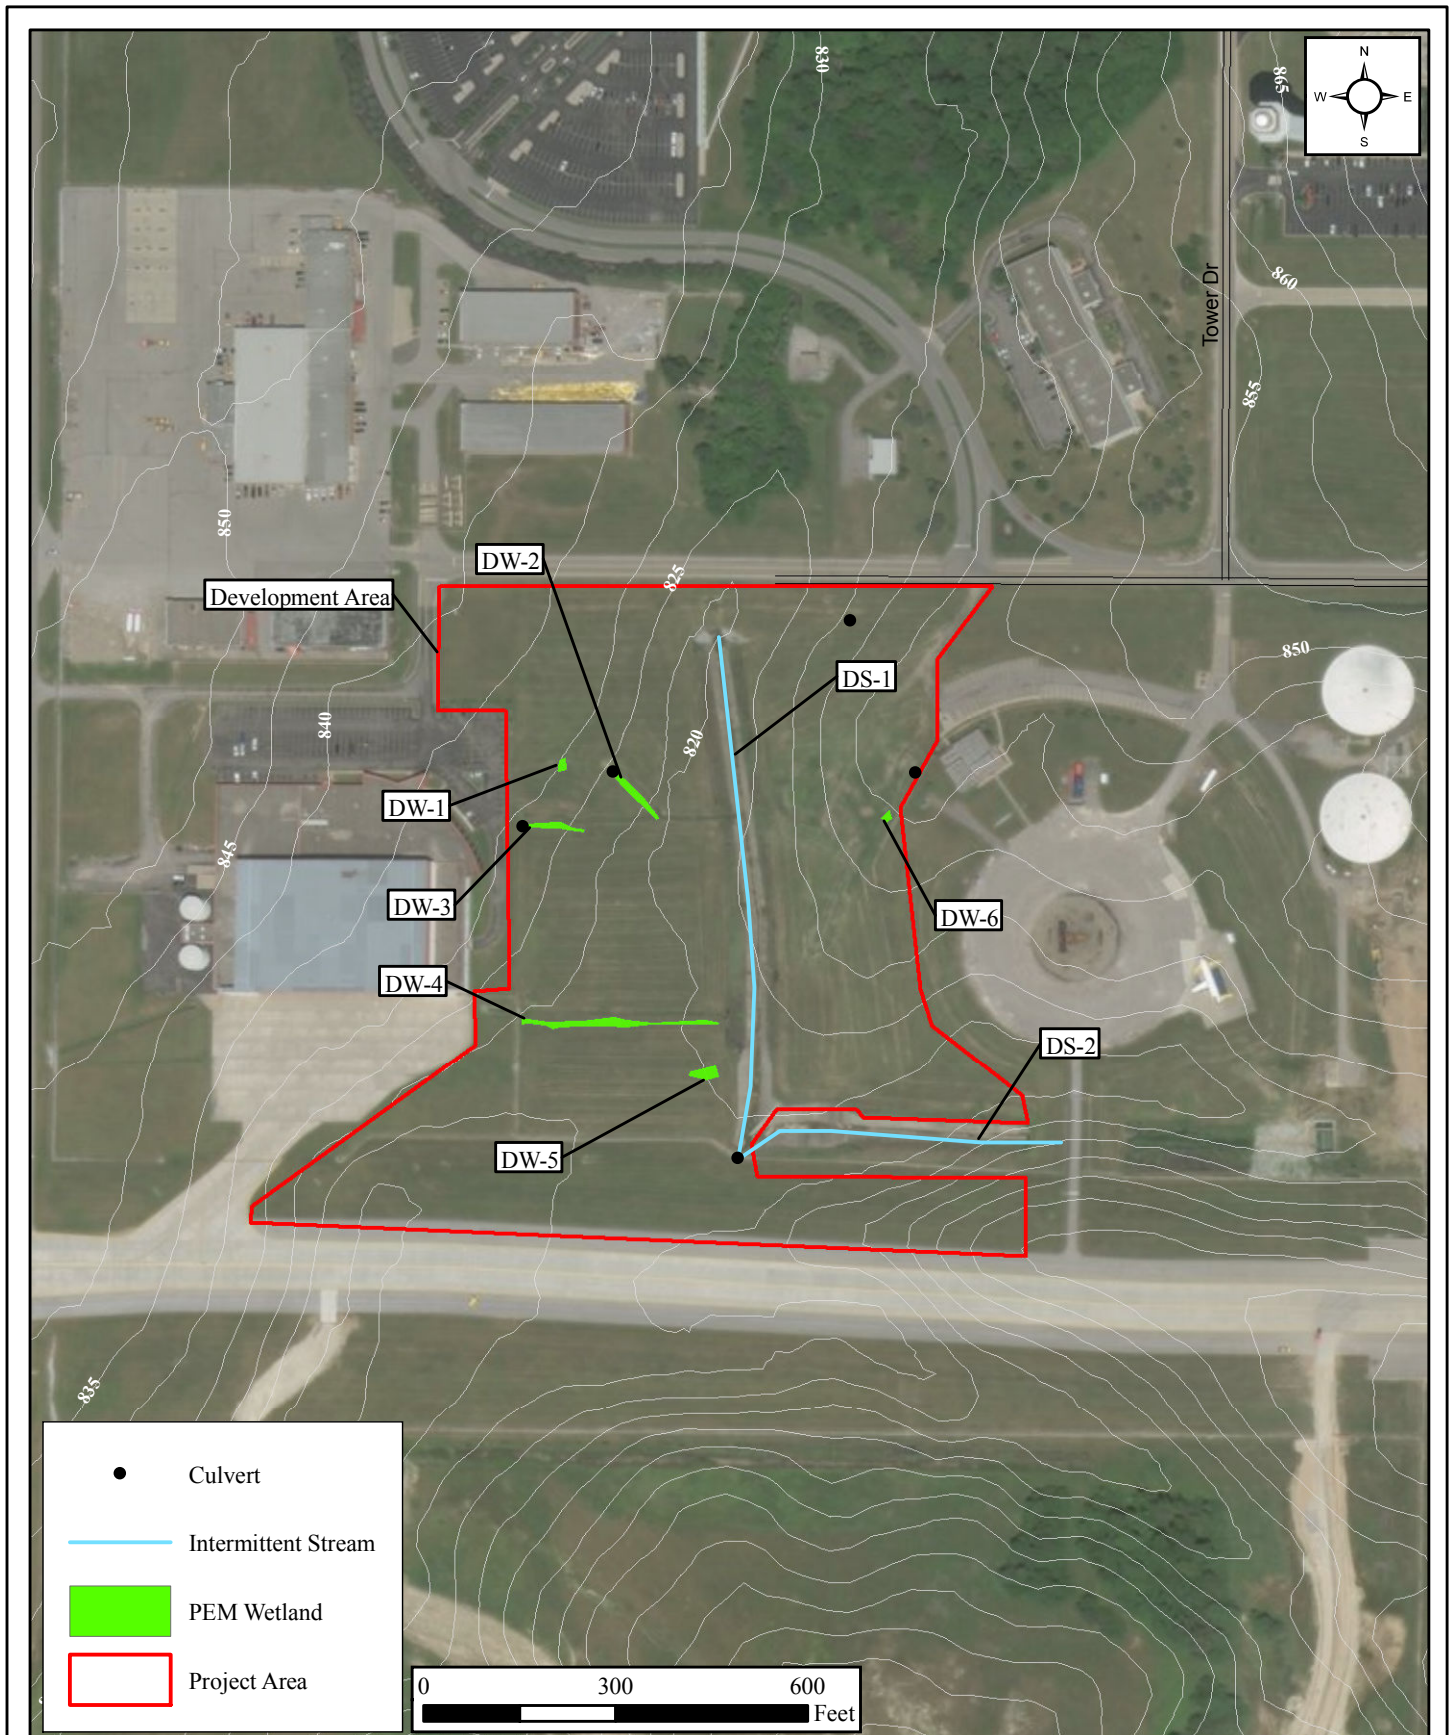 830
865
N
W E
S
Tower Dr
860
855
850
DW-2
825
Development Area
850
DS-1
840
820
DW-1
845
DW-3
DW-6
DW-4
DS-2
DW-5
835
Culvert
Intermittent Stream
PEM Wetland
Project Area
0 300 600
Feet